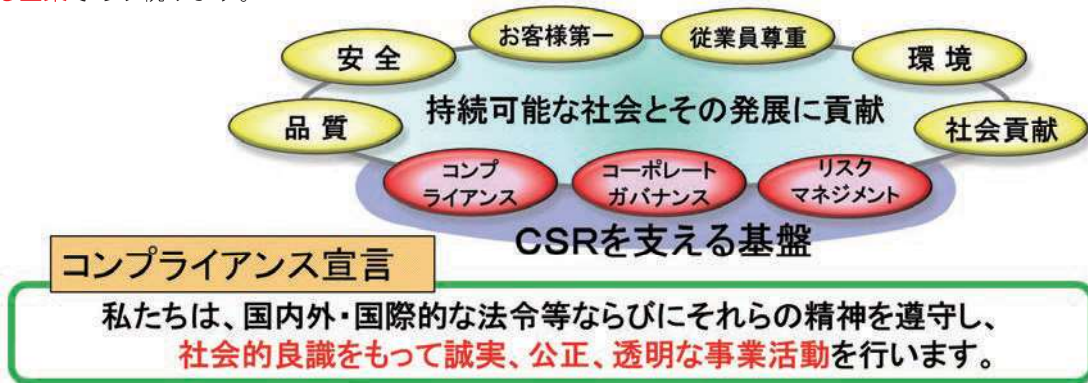 お客様第一
従業員尊重
安 全
環 境
持続可能な社会とその発展に貢献
品 質
社会貢献
コンプ
ライアンス
コーポレート
ガバナンス
リスク
マネジメント
CSRを支える基盤
コンプライアンス宣言
私たちは、国内外・国際的な法令等ならびにそれらの精神を遵守し、
社会的良識をもって誠実、公正、透明な事業活動を行います。